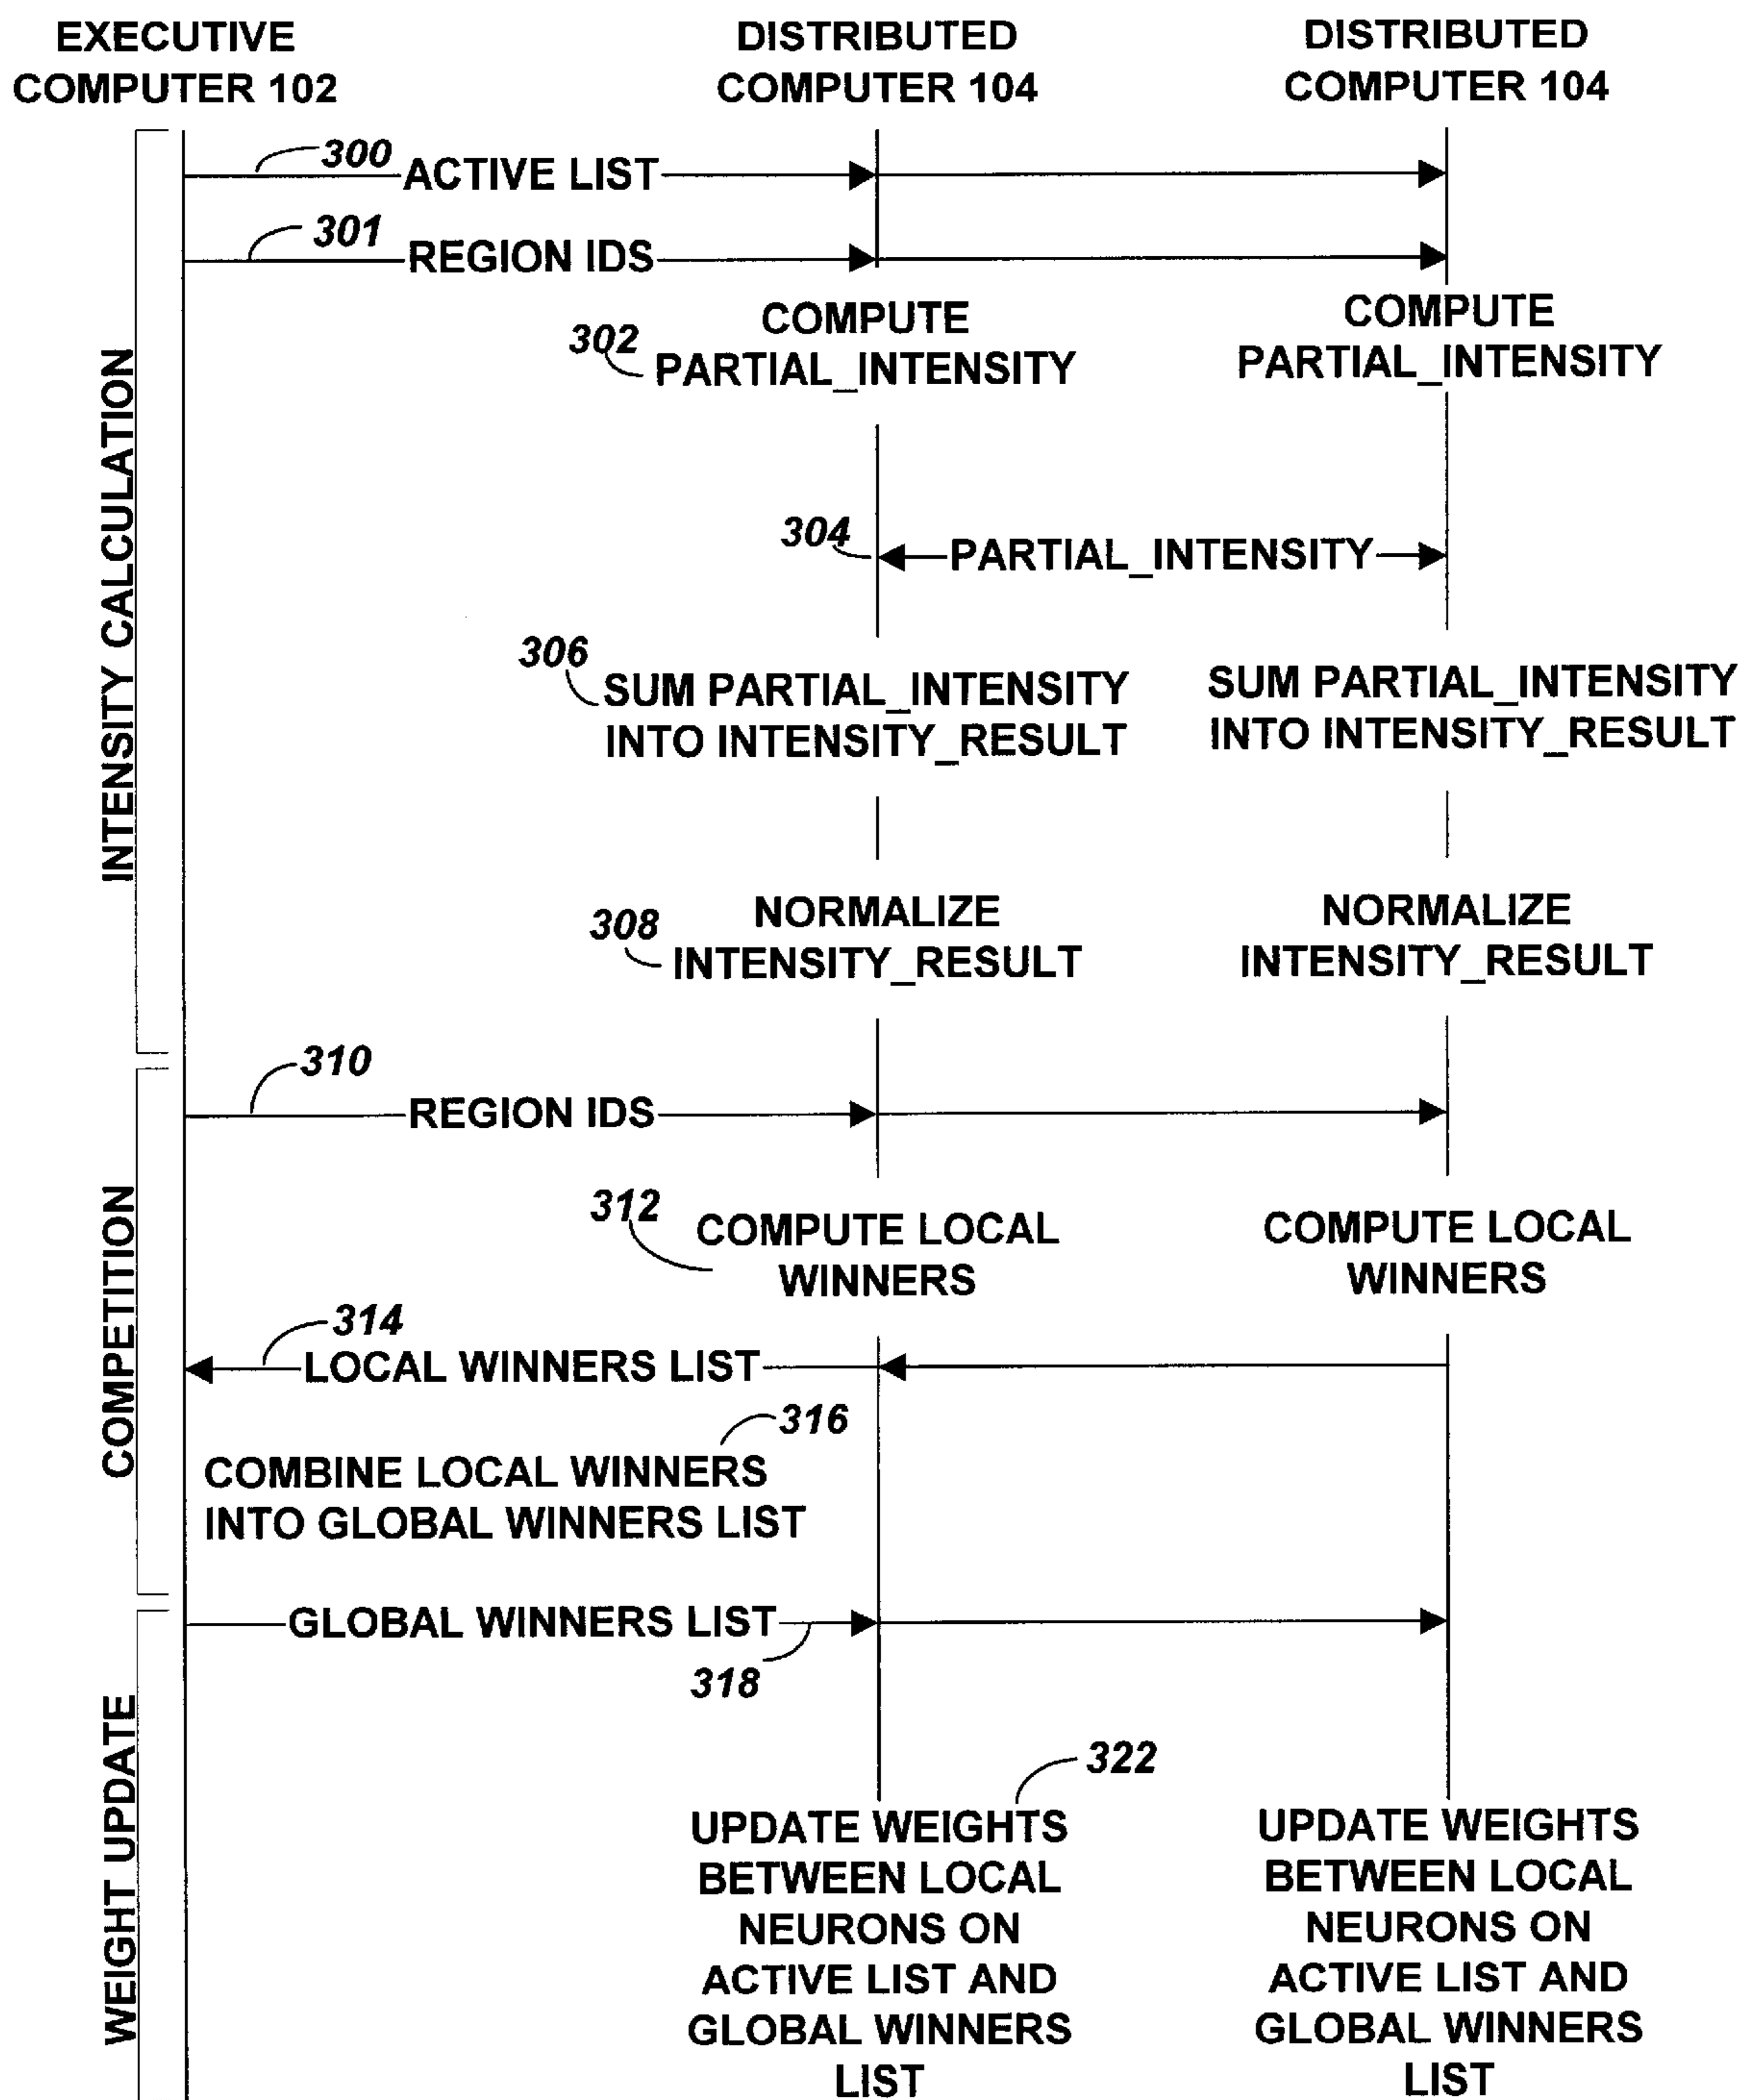 EXECUTIVE
COMPUTER 102
DISTRIBUTED
COMPUTER 104
DISTRIBUTED
COMPUTER 104
INTENSITY CALCULATION
300
ACTIVE LIST
301
REGION IDS
302
COMPUTE
PARTIAL_INTENSITY
COMPUTE
PARTIAL_INTENSITY
304
PARTIAL_INTENSITY
306
SUM PARTIAL_INTENSITY
INTO INTENSITY_RESULT
SUM PARTIAL_INTENSITY
INTO INTENSITY_RESULT
308
NORMALIZE
INTENSITY_RESULT
NORMALIZE
INTENSITY_RESULT
COMPETITION
310
REGION IDS
312
COMPUTE LOCAL
WINNERS
COMPUTE LOCAL
WINNERS
314
LOCAL WINNERS LIST
316
COMBINE LOCAL WINNERS
INTO GLOBAL WINNERS LIST
WEIGHT UPDATE
GLOBAL WINNERS LIST
318
322
UPDATE WEIGHTS
BETWEEN LOCAL
NEURONS ON
ACTIVE LIST AND
GLOBAL WINNERS
LIST
UPDATE WEIGHTS
BETWEEN LOCAL
NEURONS ON
ACTIVE LIST AND
GLOBAL WINNERS
LIST